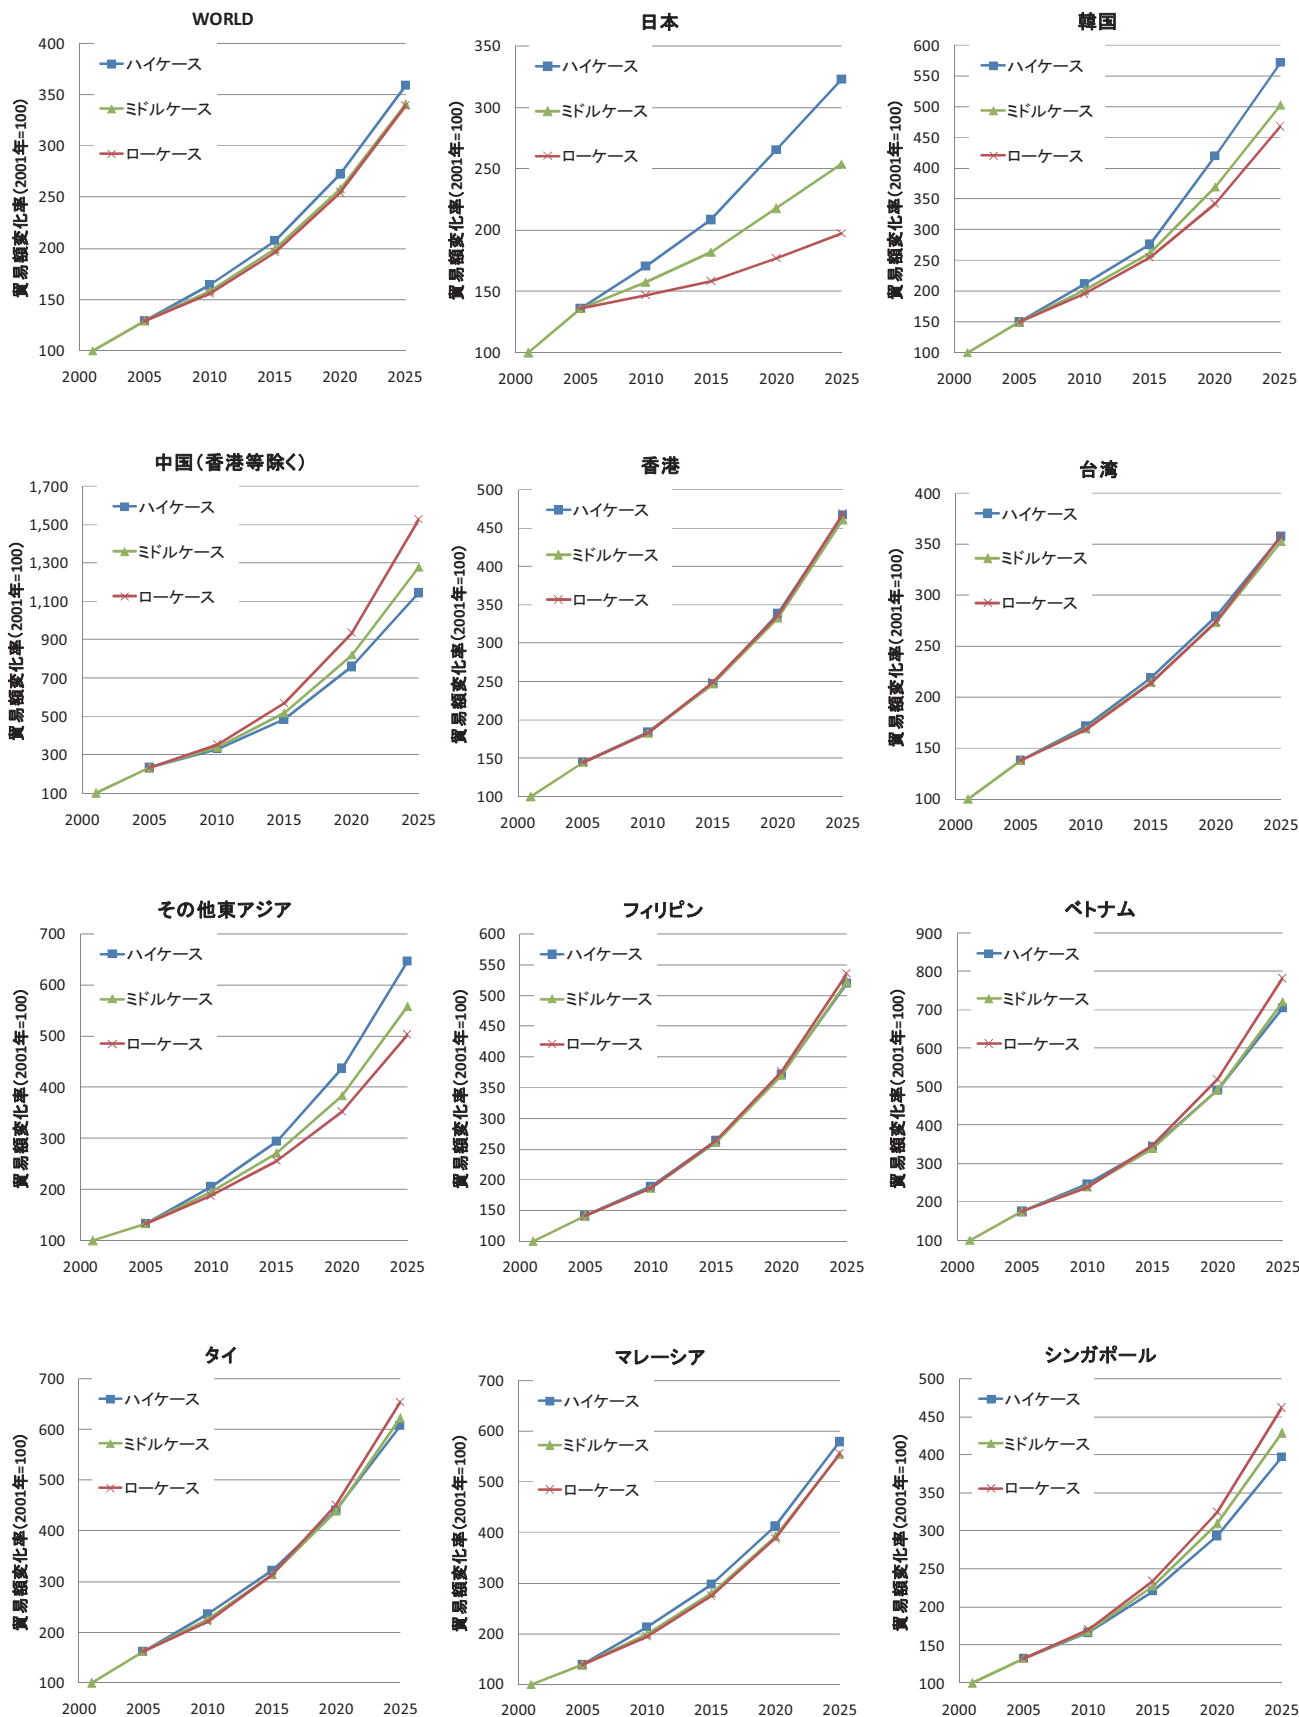 WORLD
貿易額変化率(2001年=100)
400
350
300
250
200
150
100
ハイケース
ミドルケース
ローケース
2000 2005 2010 2015 2020 2025
日本
貿易額変化率(2001年=100)
350
300
250
200
150
100
ハイケース
ミドルケース
ローケース
2000 2005 2010 2015 2020 2025
韓国
貿易額変化率(2001年=100)
600
550
500
450
400
350
300
250
200
150
100
ハイケース
ミドルケース
ローケース
2000 2005 2010 2015 2020 2025
中国(香港等除く)
貿易額変化率(2001年=100)
1,700
1,500
1,300
1,100
900
700
500
300
100
ハイケース
ミドルケース
ローケース
2000 2005 2010 2015 2020 2025
香港
貿易額変化率(2001年=100)
500
450
400
350
300
250
200
150
100
ハイケース
ミドルケース
ローケース
2000 2005 2010 2015 2020 2025
台湾
貿易額変化率(2001年=100)
400
350
300
250
200
150
100
ハイケース
ミドルケース
ローケース
2000 2005 2010 2015 2020 2025
その他東アジア
貿易額変化率(2001年=100)
700
600
500
400
300
200
100
ハイケース
ミドルケース
ローケース
2000 2005 2010 2015 2020 2025
フィリピン
貿易額変化率(2001年=100)
600
550
500
450
400
350
300
250
200
150
100
ハイケース
ミドルケース
ローケース
2000 2005 2010 2015 2020 2025
ベトナム
貿易額変化率(2001年=100)
900
800
700
600
500
400
300
200
100
ハイケース
ミドルケース
ローケース
2000 2005 2010 2015 2020 2025
タイ
貿易額変化率(2001年=100)
700
600
500
400
300
200
100
ハイケース
ミドルケース
ローケース
2000 2005 2010 2015 2020 2025
マレーシア
貿易額変化率(2001年=100)
700
600
500
400
300
200
100
ハイケース
ミドルケース
ローケース
2000 2005 2010 2015 2020 2025
シンガポール
貿易額変化率(2001年=100)
500
450
400
350
300
250
200
150
100
ハイケース
ミドルケース
ローケース
2000 2005 2010 2015 2020 2025